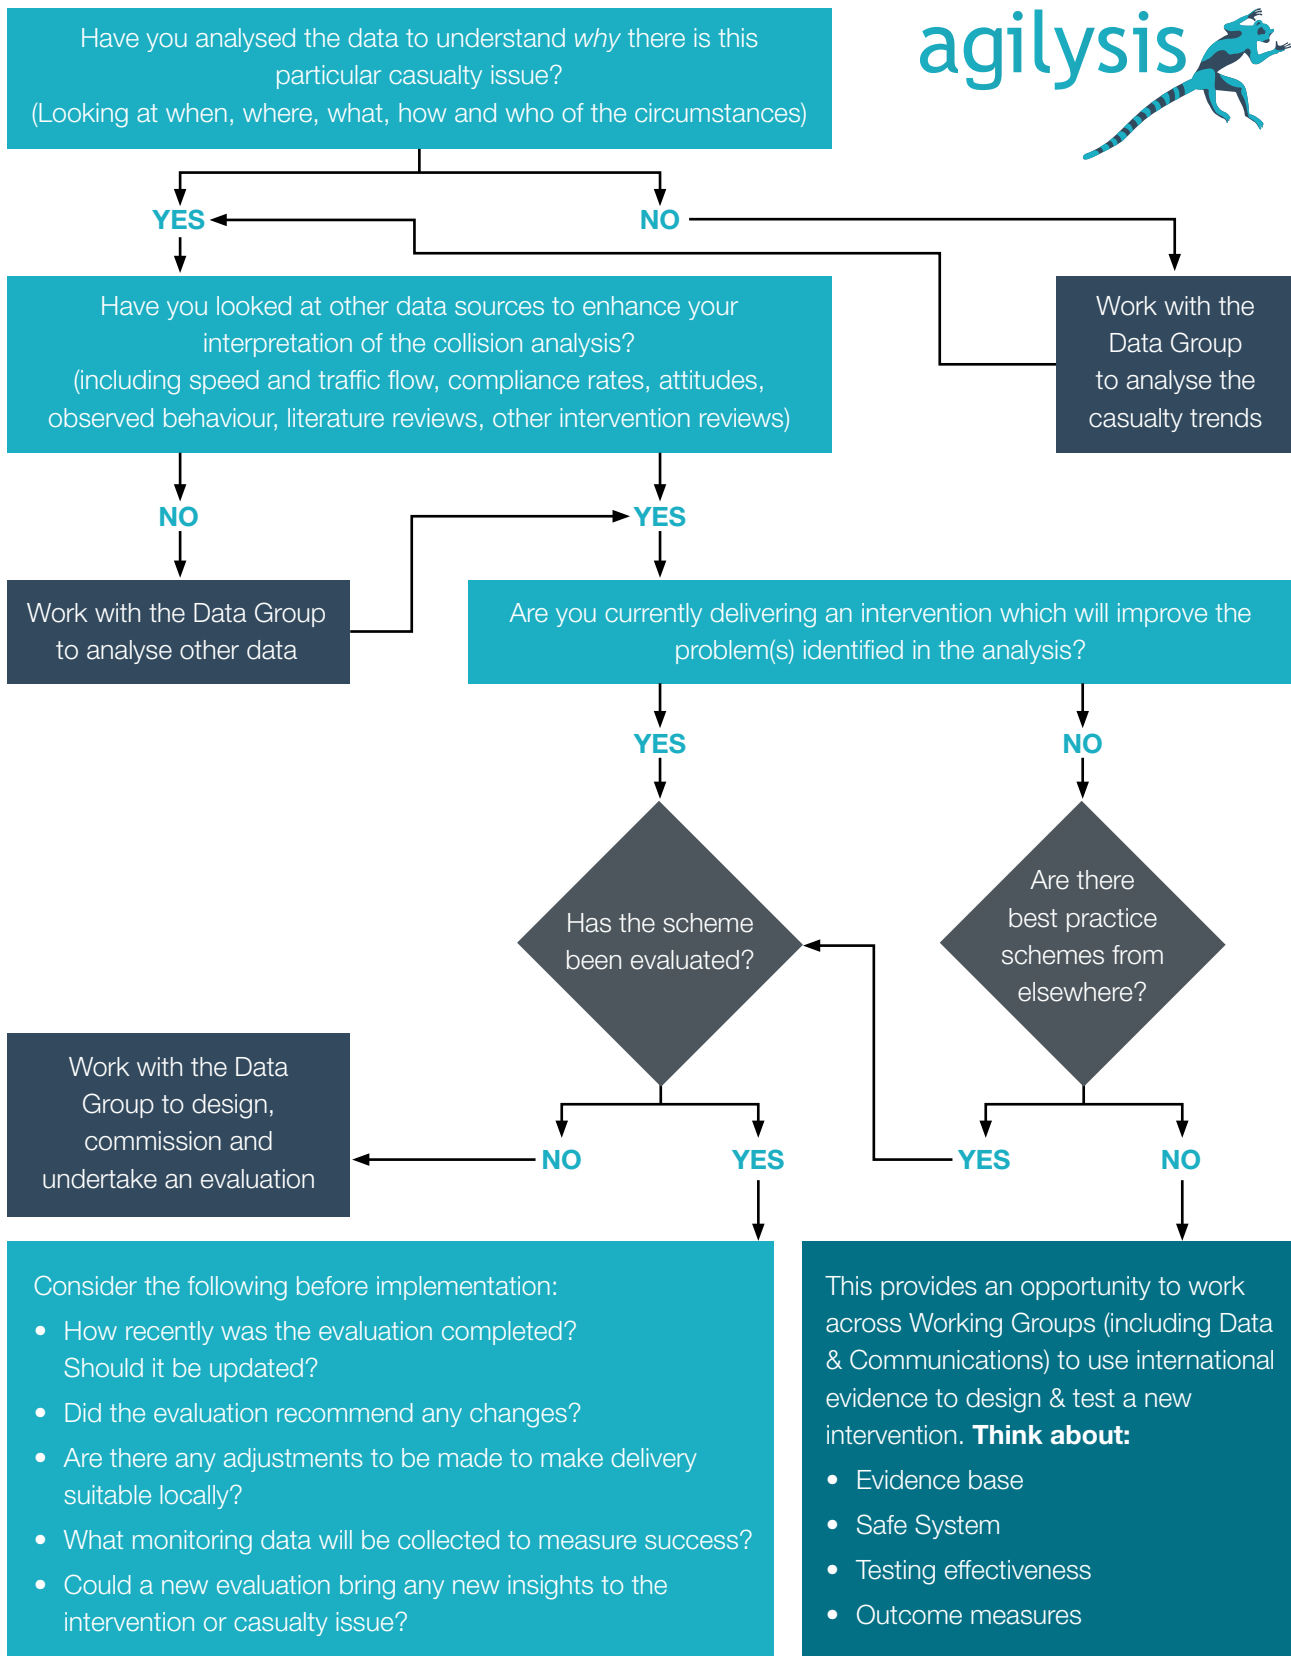 Have you analysed the data to understand why there is this
particular casualty issue?
(Looking at when, where, what, how and who of the circumstances)
agilysis
YES
NO
Have you looked at other data sources to enhance your
interpretation of the collision analysis?
(including speed and traffic flow, compliance rates, attitudes,
observed behaviour, literature reviews, other intervention reviews)
Work with the
Data Group
to analyse the
casualty trends
NO
YES
Work with the Data Group
to analyse other data
Are you currently delivering an intervention which will improve the
problem(s) identified in the analysis?
YES
NO
Has the scheme
been evaluated?
Are there
best practice
schemes from
elsewhere?
Work with the Data
Group to design,
commission and
undertake an evaluation
NO
YES
YES
NO
Consider the following before implementation:
• How recently was the evaluation completed?
Should it be updated?
• Did the evaluation recommend any changes?
• Are there any adjustments to be made to make delivery
suitable locally?
• What monitoring data will be collected to measure success?
• Could a new evaluation bring any new insights to the
intervention or casualty issue?
This provides an opportunity to work
across Working Groups (including Data
& Communications) to use international
evidence to design & test a new
intervention. Think about:
• Evidence base
• Safe System
• Testing effectiveness
• Outcome measures